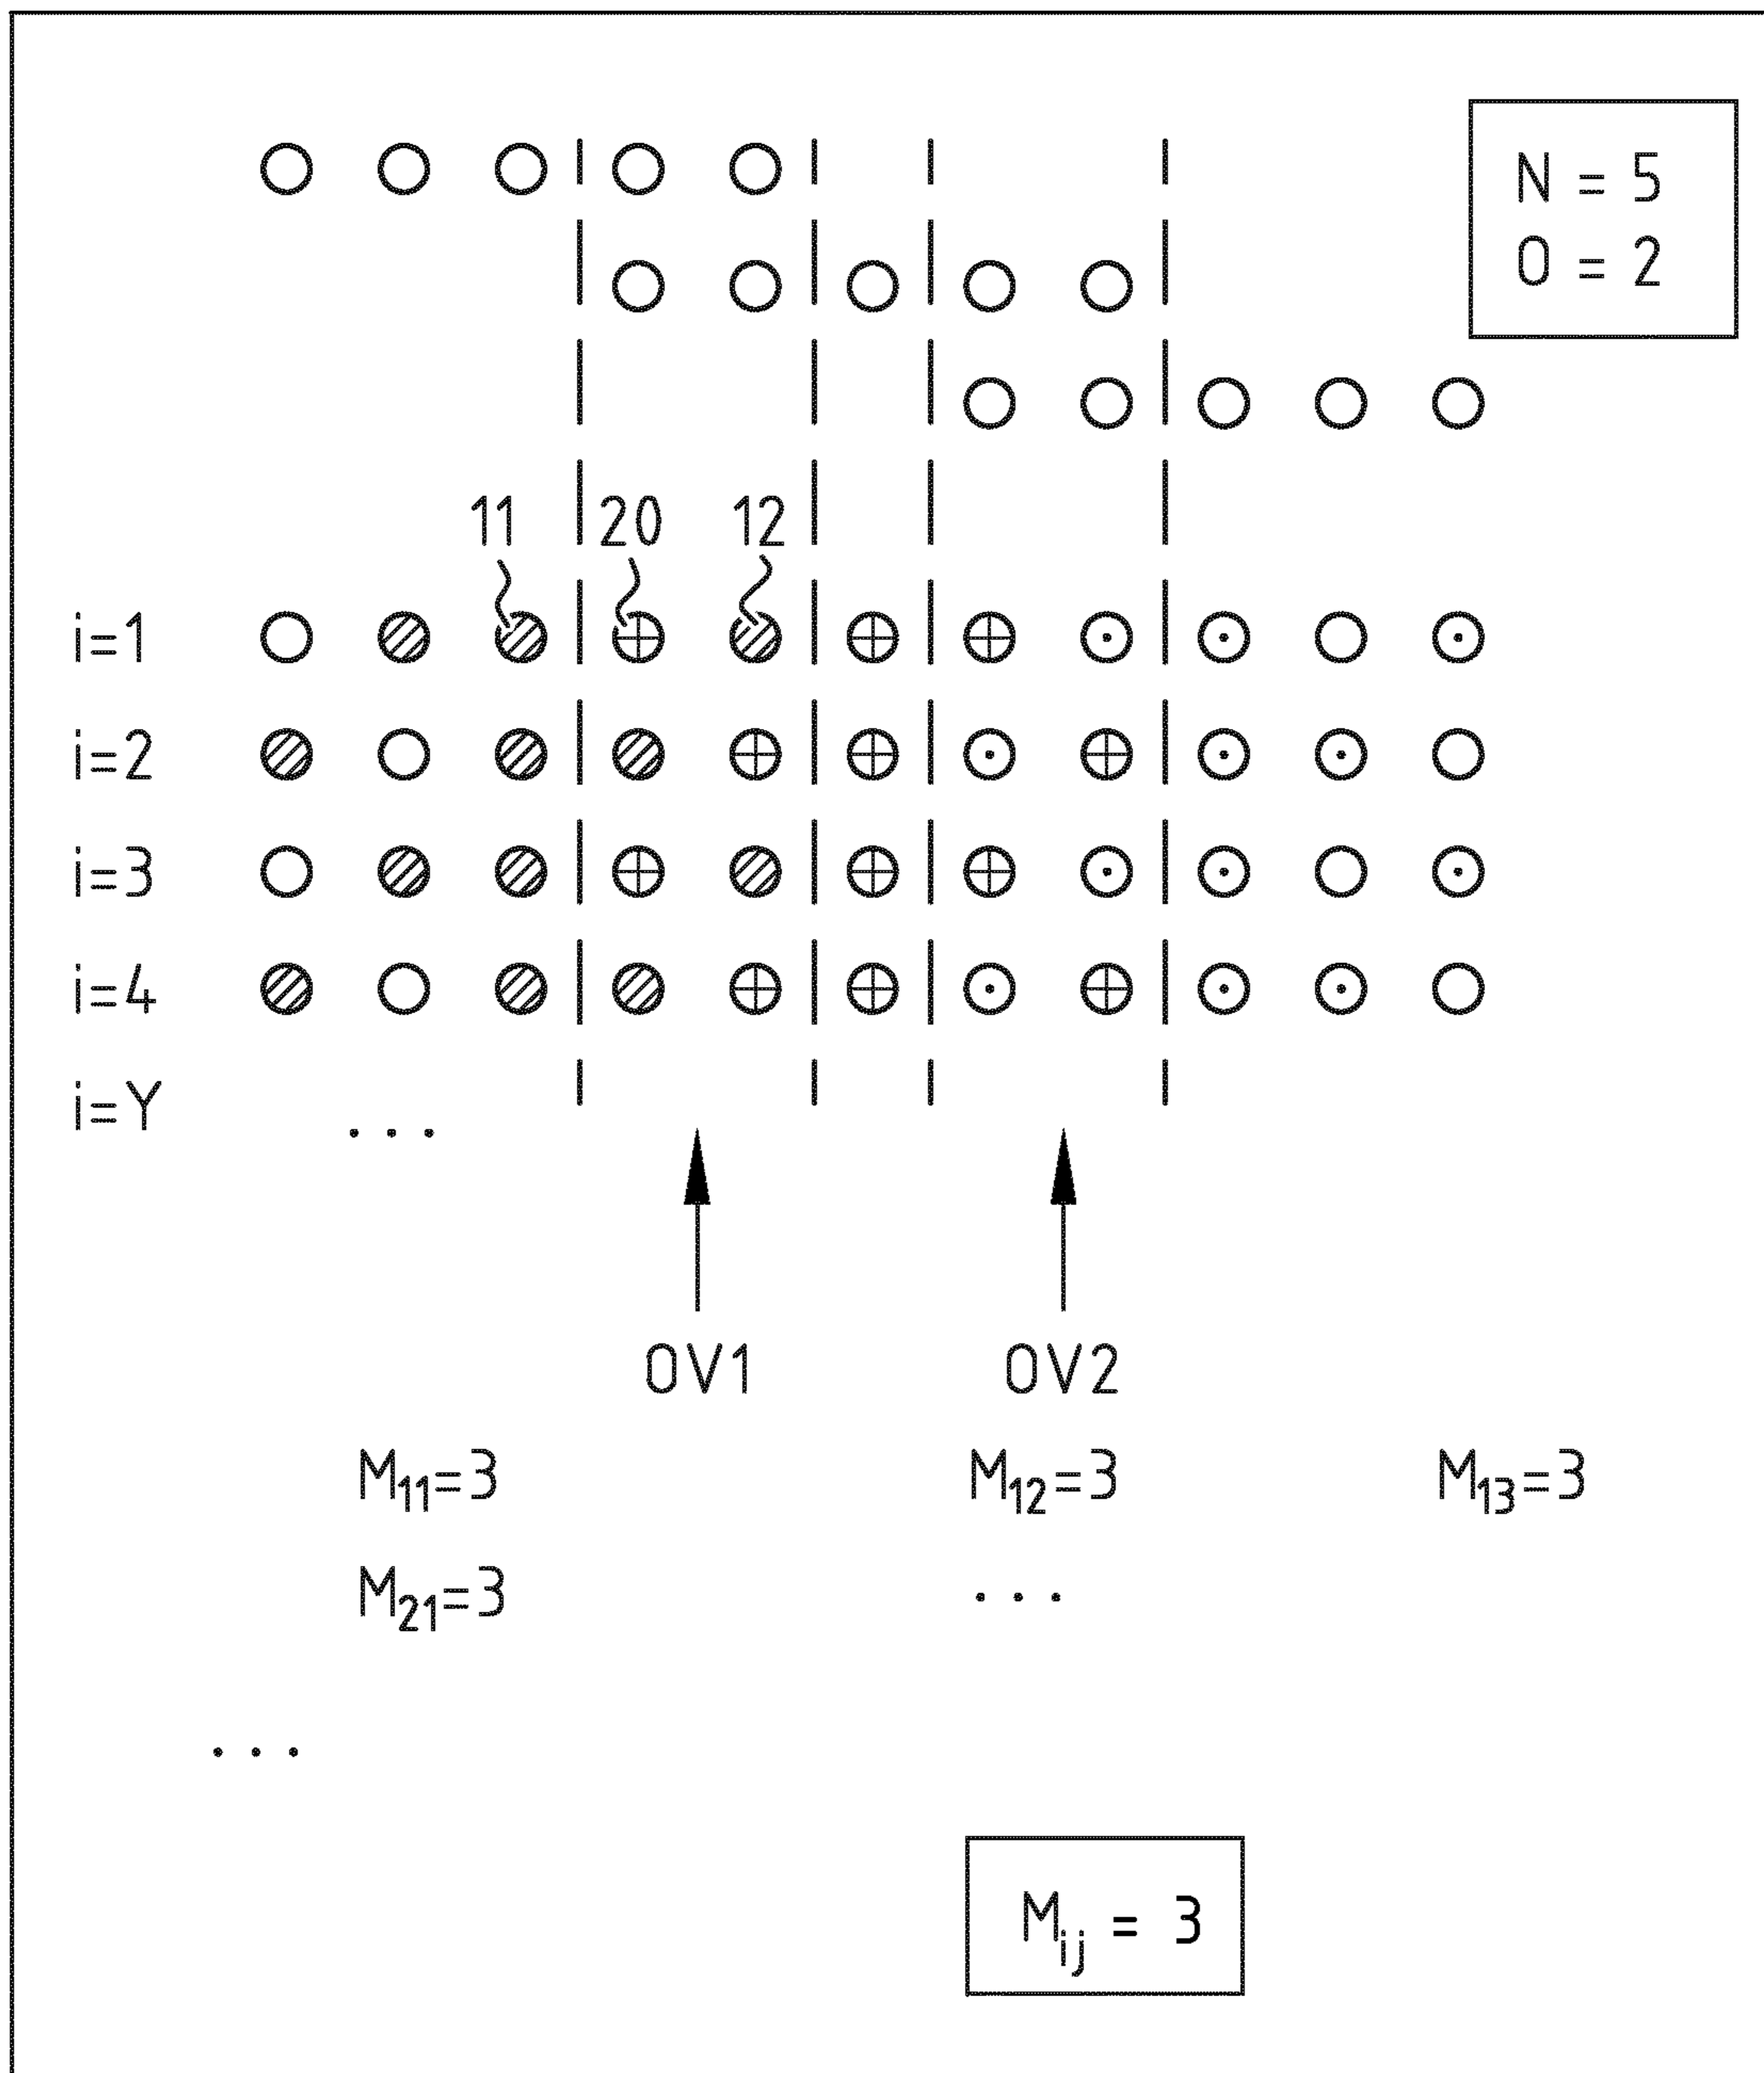 N = 5
O = 2
11 20 12
i=1
i=2
i=3
i=4
i=Y
...
OV1 OV2
M11=3 M12=3 M13=3
M21=3 ...
...
Mij = 3